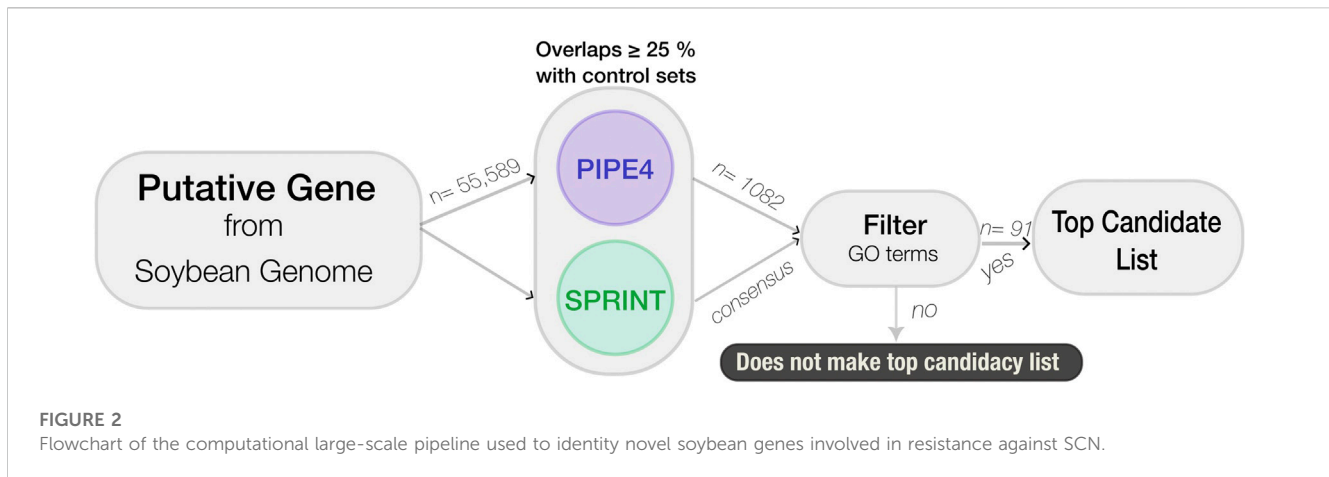 Overlaps ≥ 25 %
with control sets
Putative Gene
from
Soybean Genome
n= 55,589
PIPE4
SPRINT
n= 1082
consensus
Filter
GO terms
n= 91
yes
Top Candidate
List
no
Does not make top candidacy list
FIGURE 2
Flowchart of the computational large-scale pipeline used to identity novel soybean genes involved in resistance against SCN.